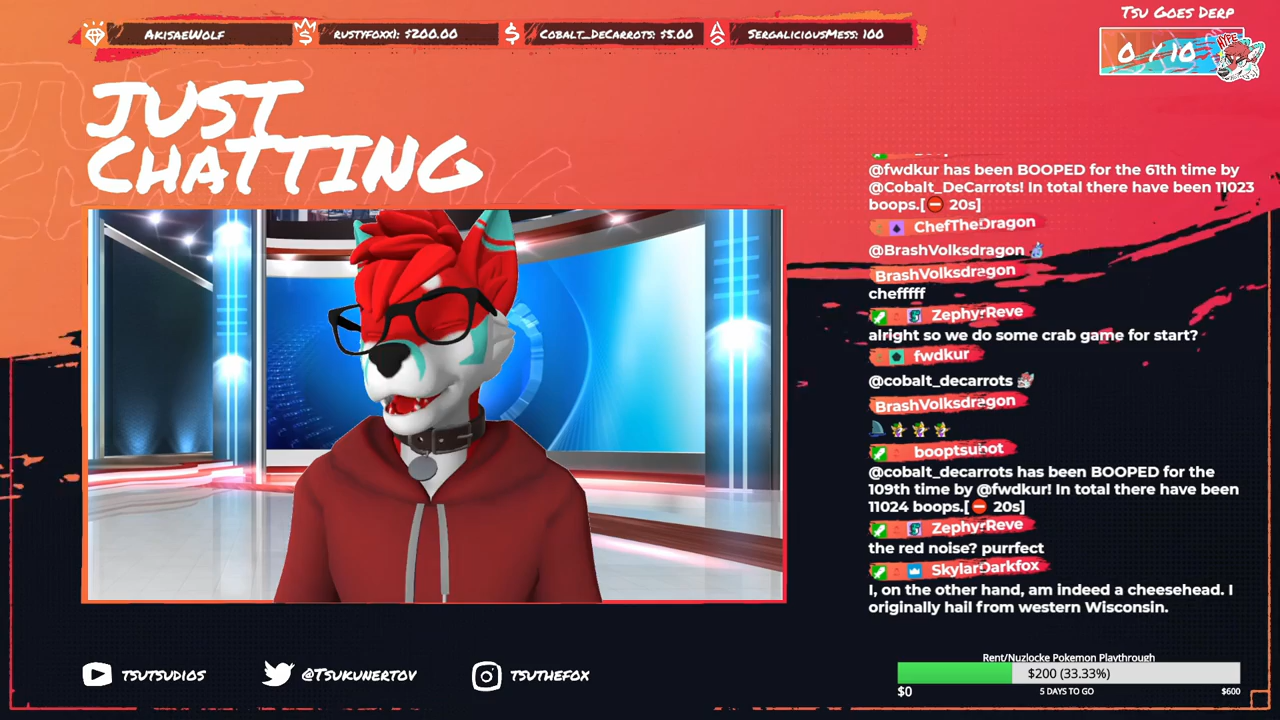 AkisaeWolf
rustyfoxx1: $200.00
Cobalt_DeCarrots: $5.00
SergaliciousMess: 100
Tsu Goes Derp
0 / 10
HYPE
JUST
CHATTING
@fwdkur has been BOOPED for the 61th time by
@Cobalt_DeCarrots! In total there have been 11023
boops.[⛔ 20s]
ChefTheDragon
@BrashVolksdragon
BrashVolksdragon
chefffff
ZephyrReve
alright so we do some crab game for start?
fwdkur
@cobalt_decarrots
BrashVolksdragon
booptsubot
@cobalt_decarrots has been BOOPED for the
109th time by @fwdkur! In total there have been
11024 boops.[⛔ 20s]
ZephyrReve
the red noise? purrfect
SkylarDarkfox
I, on the other hand, am indeed a cheesehead. I
originally hail from western Wisconsin.
tsutsudios
@Tsukunertov
tsuthefox
Rent/Nuzlocke Pokemon Playthrough
$200 (33.33%)
$0
5 DAYS TO GO
$600